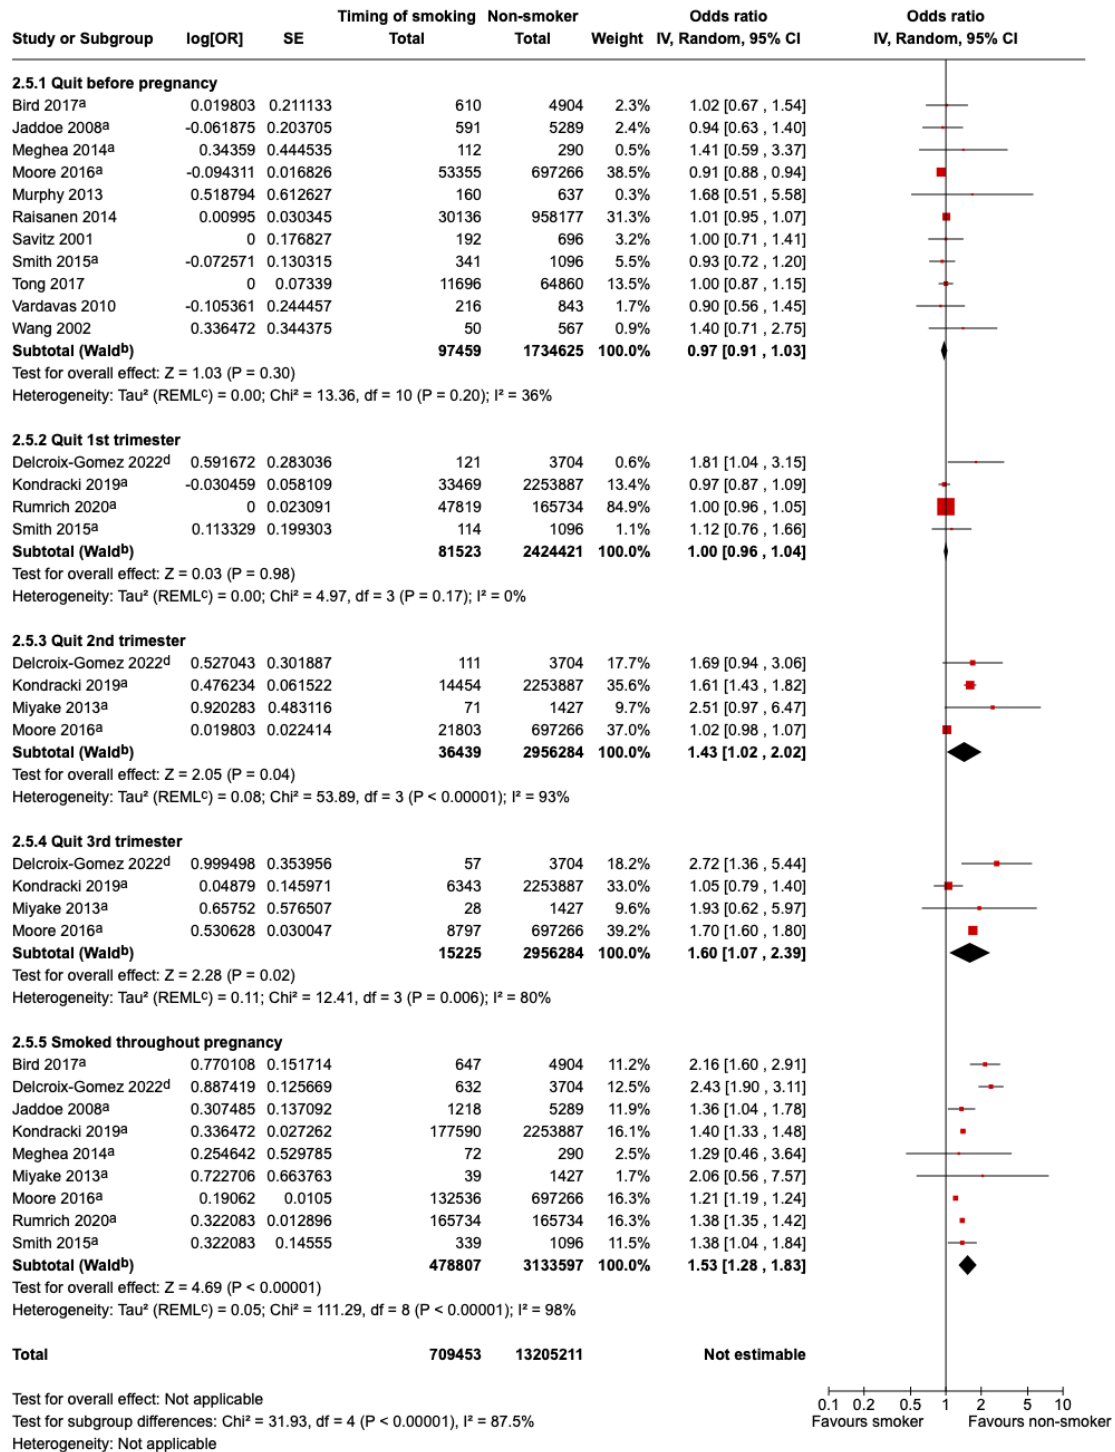 Timing of smoking Non-smoker Odds ratio Odds ratio
Study or Subgroup log[OR] SE Total Total Weight IV, Random, 95% CI IV, Random, 95% CI
2.5.1 Quit before pregnancy
Bird 2017a 0.019803 0.211133 610 4904 2.3% 1.02 [0.67 , 1.54]
Jaddoe 2008a -0.061875 0.203705 591 5289 2.4% 0.94 [0.63 , 1.40]
Meghea 2014a 0.34359 0.444535 112 290 0.5% 1.41 [0.59 , 3.37]
Moore 2016a -0.094311 0.016826 53355 697266 38.5% 0.91 [0.88 , 0.94]
Murphy 2013 0.518794 0.612627 160 637 0.3% 1.68 [0.51 , 5.58]
Raisanen 2014 0.00995 0.030345 30136 958177 31.3% 1.01 [0.95 , 1.07]
Savitz 2001 0 0.176827 192 696 3.2% 1.00 [0.71 , 1.41]
Smith 2015a -0.072571 0.130315 341 1096 5.5% 0.93 [0.72 , 1.20]
Tong 2017 0 0.07339 11696 64860 13.5% 1.00 [0.87 , 1.15]
Vardavas 2010 -0.105361 0.244457 216 843 1.7% 0.90 [0.56 , 1.45]
Wang 2002 0.336472 0.344375 50 567 0.9% 1.40 [0.71 , 2.75]
Subtotal (Waldb) 97459 1734625 100.0% 0.97 [0.91 , 1.03]
Test for overall effect: Z = 1.03 (P = 0.30)
Heterogeneity: Tau² (REMLc) = 0.00; Chi² = 13.36, df = 10 (P = 0.20); I² = 36%
2.5.2 Quit 1st trimester
Delcroix-Gomez 2022d 0.591672 0.283036 121 3704 0.6% 1.81 [1.04 , 3.15]
Kondracki 2019a -0.030459 0.058109 33469 2253887 13.4% 0.97 [0.87 , 1.09]
Rumrich 2020a 0 0.023091 47819 165734 84.9% 1.00 [0.96 , 1.05]
Smith 2015a 0.113329 0.199303 114 1096 1.1% 1.12 [0.76 , 1.66]
Subtotal (Waldb) 81523 2424421 100.0% 1.00 [0.96 , 1.04]
Test for overall effect: Z = 0.03 (P = 0.98)
Heterogeneity: Tau² (REMLc) = 0.00; Chi² = 4.97, df = 3 (P = 0.17); I² = 0%
2.5.3 Quit 2nd trimester
Delcroix-Gomez 2022d 0.527043 0.301887 111 3704 17.7% 1.69 [0.94 , 3.06]
Kondracki 2019a 0.476234 0.061522 14454 2253887 35.6% 1.61 [1.43 , 1.82]
Miyake 2013a 0.920283 0.483116 71 1427 9.7% 2.51 [0.97 , 6.47]
Moore 2016a 0.019803 0.022414 21803 697266 37.0% 1.02 [0.98 , 1.07]
Subtotal (Waldb) 36439 2956284 100.0% 1.43 [1.02 , 2.02]
Test for overall effect: Z = 2.05 (P = 0.04)
Heterogeneity: Tau² (REMLc) = 0.08; Chi² = 53.89, df = 3 (P < 0.00001); I² = 93%
2.5.4 Quit 3rd trimester
Delcroix-Gomez 2022d 0.999498 0.353956 57 3704 18.2% 2.72 [1.36 , 5.44]
Kondracki 2019a 0.04879 0.145971 6343 2253887 33.0% 1.05 [0.79 , 1.40]
Miyake 2013a 0.65752 0.576507 28 1427 9.6% 1.93 [0.62 , 5.97]
Moore 2016a 0.530628 0.030047 8797 697266 39.2% 1.70 [1.60 , 1.80]
Subtotal (Waldb) 15225 2956284 100.0% 1.60 [1.07 , 2.39]
Test for overall effect: Z = 2.28 (P = 0.02)
Heterogeneity: Tau² (REMLc) = 0.11; Chi² = 12.41, df = 3 (P = 0.006); I² = 80%
2.5.5 Smoked throughout pregnancy
Bird 2017a 0.770108 0.151714 647 4904 11.2% 2.16 [1.60 , 2.91]
Delcroix-Gomez 2022d 0.887419 0.125669 632 3704 12.5% 2.43 [1.90 , 3.11]
Jaddoe 2008a 0.307485 0.137092 1218 5289 11.9% 1.36 [1.04 , 1.78]
Kondracki 2019a 0.336472 0.027262 177590 2253887 16.1% 1.40 [1.33 , 1.48]
Meghea 2014a 0.254642 0.529785 72 290 2.5% 1.29 [0.46 , 3.64]
Miyake 2013a 0.722706 0.663763 39 1427 1.7% 2.06 [0.56 , 7.57]
Moore 2016a 0.19062 0.0105 132536 697266 16.3% 1.21 [1.19 , 1.24]
Rumrich 2020a 0.322083 0.012896 165734 165734 16.3% 1.38 [1.35 , 1.42]
Smith 2015a 0.322083 0.14555 339 1096 11.5% 1.38 [1.04 , 1.84]
Subtotal (Waldb) 478807 3133597 100.0% 1.53 [1.28 , 1.83]
Test for overall effect: Z = 4.69 (P < 0.00001)
Heterogeneity: Tau² (REMLc) = 0.05; Chi² = 111.29, df = 8 (P < 0.00001); I² = 98%
Total 709453 13205211 Not estimable
Test for overall effect: Not applicable
Test for subgroup differences: Chi² = 31.93, df = 4 (P < 0.00001), I² = 87.5%
Heterogeneity: Not applicable
0.1 0.2 0.5 1 2 5 10
Favours smoker Favours non-smoker